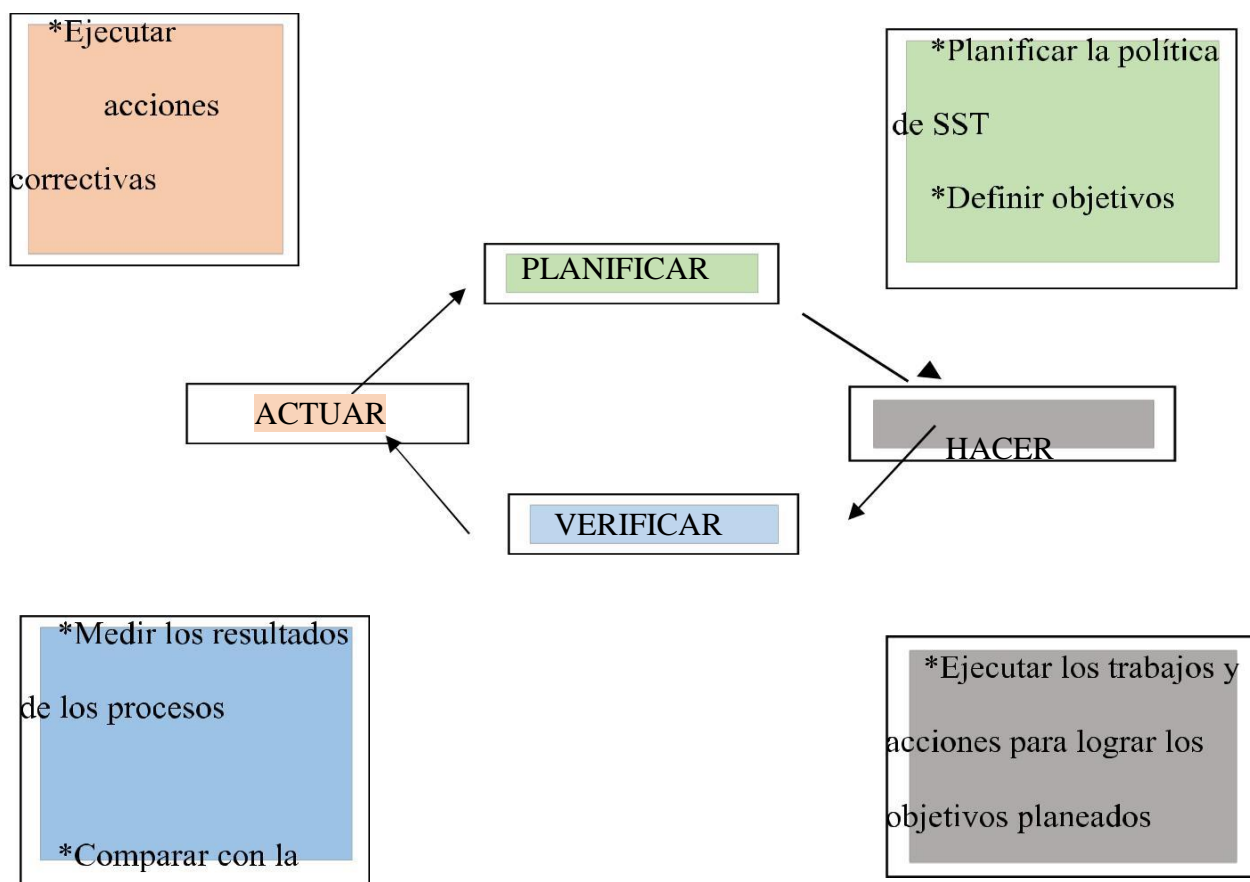 *Ejecutar
acciones
correctivas
*Planificar la política
de SST
*Definir objetivos
PLANIFICAR
ACTUAR
HACER
VERIFICAR
*Medir los resultados
de los procesos
*Comparar con la
*Ejecutar los trabajos y
acciones para lograr los
objetivos planeados